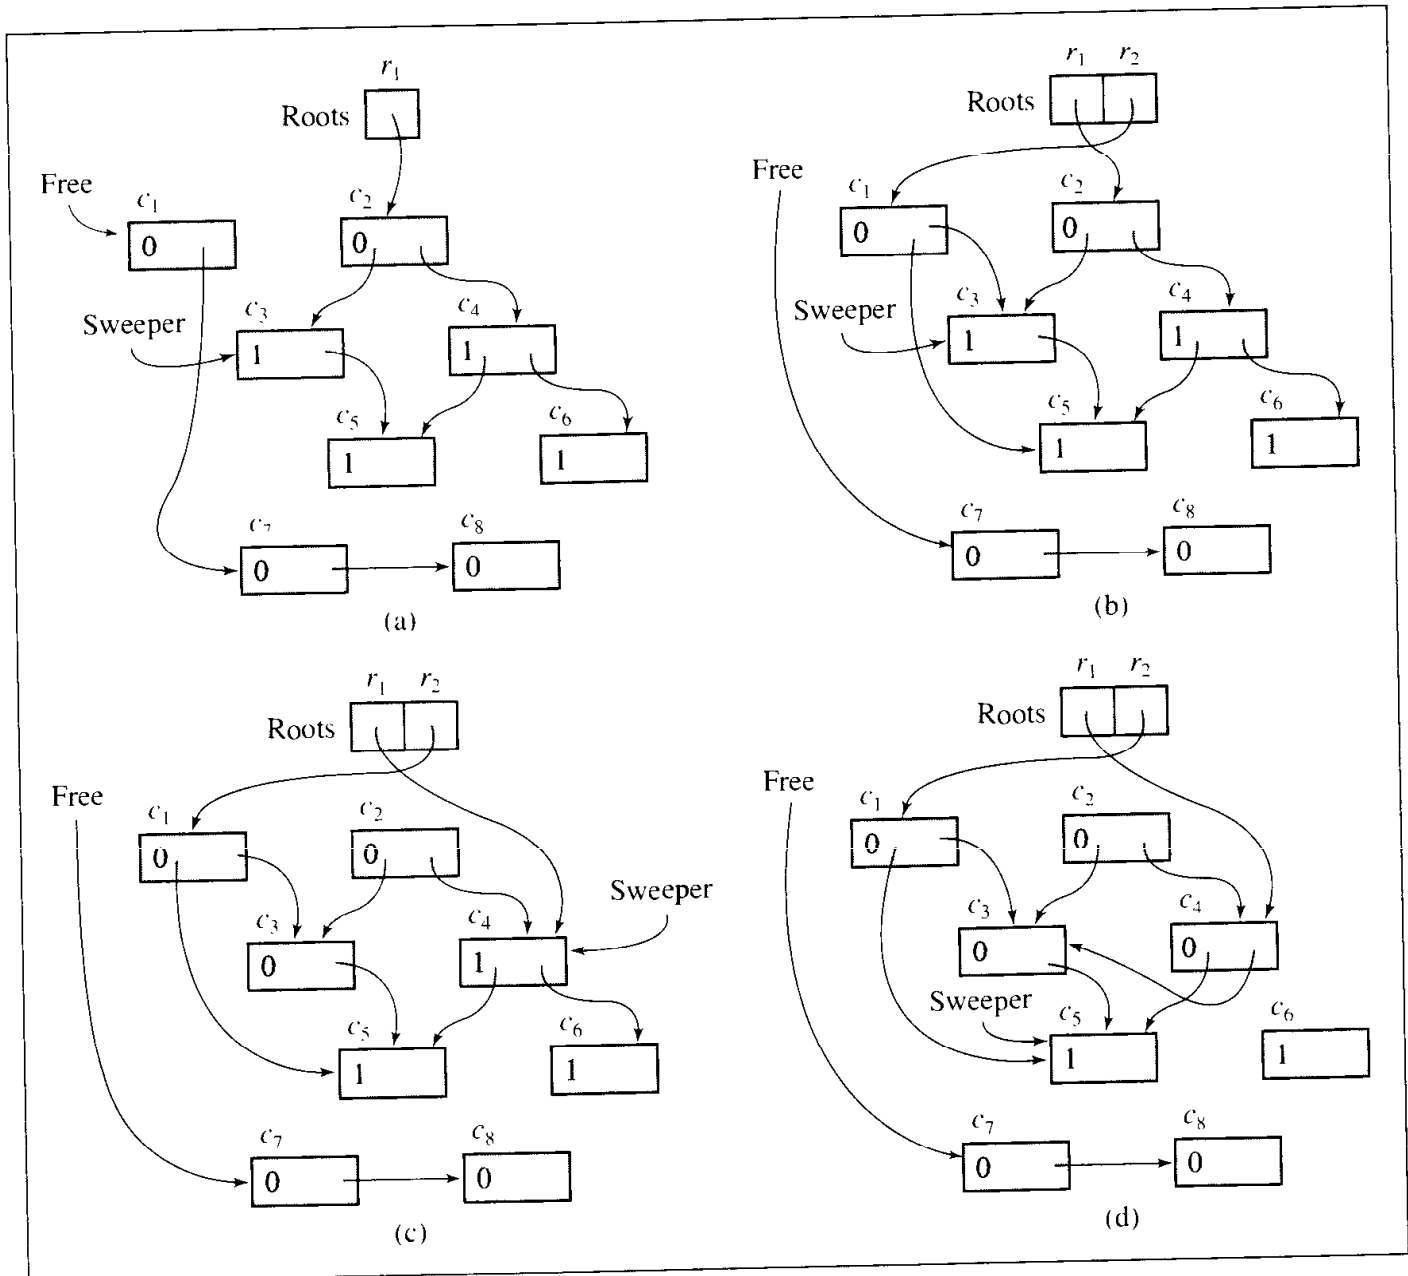 r₁
Roots
Free
c₁
0
c₂
0
Sweeper
c₃
1
c₄
1
c₅
1
c₆
1
c₇
0
c₈
0
(a)
r₁ r₂
Roots
Free
c₁
0
c₂
0
Sweeper
c₃
1
c₄
1
c₅
1
c₆
1
c₇
0
c₈
0
(b)
r₁ r₂
Roots
Free
c₁
0
c₂
0
Sweeper
c₃
0
c₄
1
c₅
1
c₆
1
c₇
0
c₈
0
(c)
r₁ r₂
Roots
Free
c₁
0
c₂
0
c₃
0
c₄
0
Sweeper
c₅
1
c₆
1
c₇
0
c₈
0
(d)